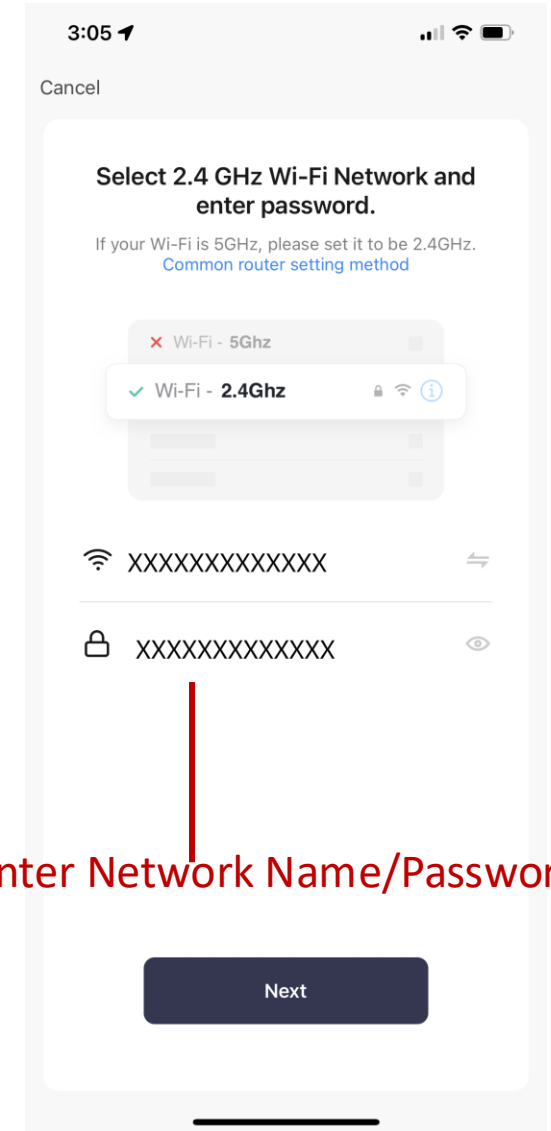 3:05
Cancel
Select 2.4 GHz Wi-Fi Network and
enter password.
If your Wi-Fi is 5GHz, please set it to be 2.4GHz.
Common router setting method
Wi-Fi - 5Ghz
Wi-Fi - 2.4Ghz
XXXXXXXXXXXXX
XXXXXXXXXXXXX
nter Network Name/Passwor
Next